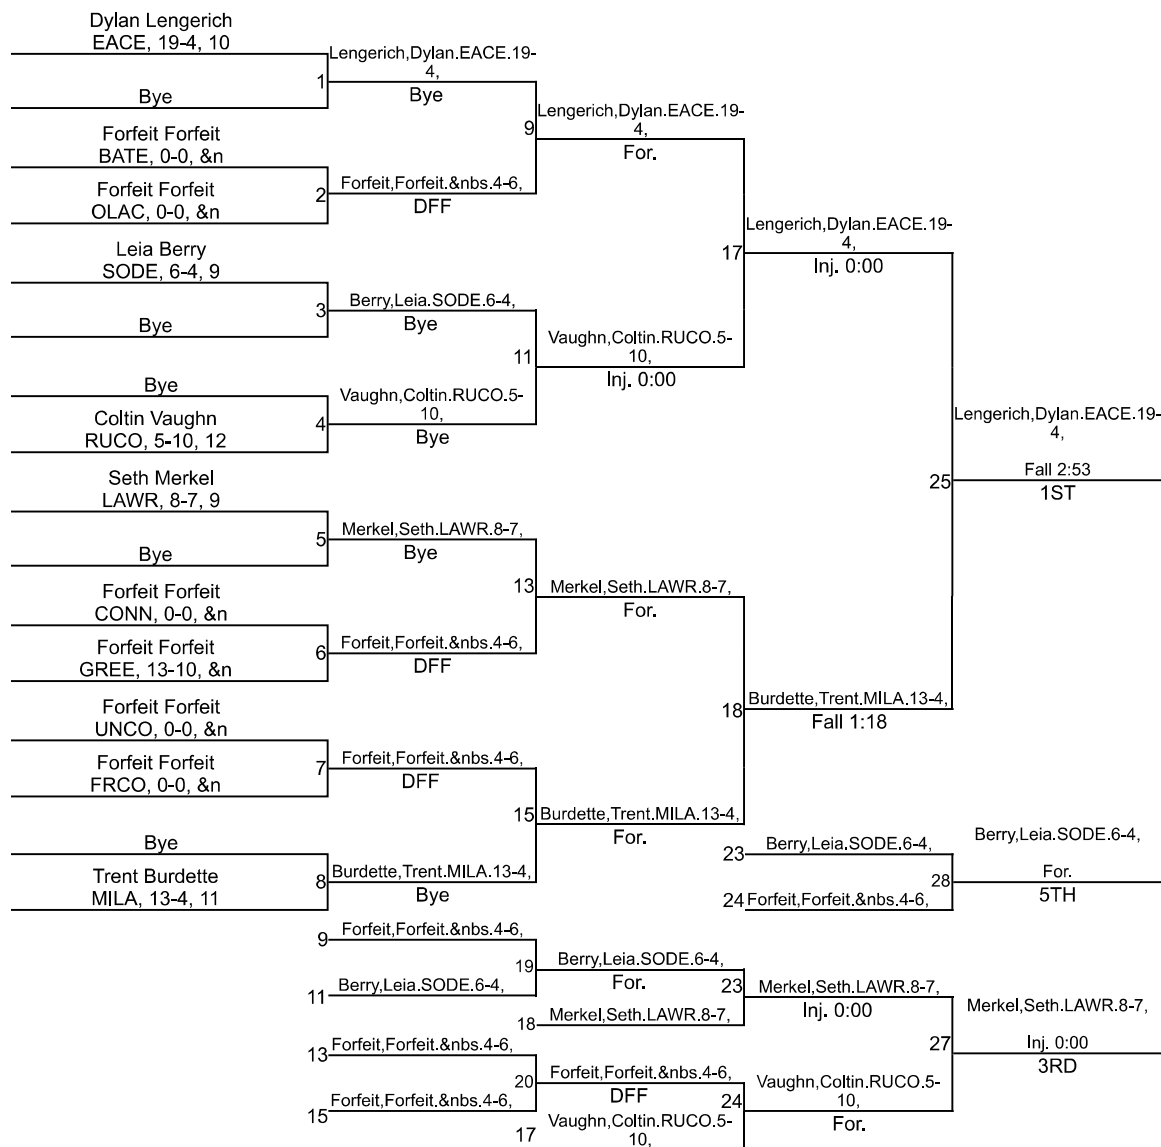 Dylan Lengerich
EACE, 19-4, 10
Lengerich,Dylan.EACE.19-
4,
1
Bye
Bye
Lengerich,Dylan.EACE.19-
4,
9
For.
Forfeit Forfeit
BATE, 0-0, &n
Forfeit,Forfeit.&nbs.4-6,
2
DFF
Forfeit Forfeit
OLAC, 0-0, &n
Lengerich,Dylan.EACE.19-
4,
17
Inj. 0:00
Leia Berry
SODE, 6-4, 9
Berry,Leia.SODE.6-4,
3
Bye
Bye
Vaughn,Coltin.RUCO.5-
10,
11
Inj. 0:00
Bye
Vaughn,Coltin.RUCO.5-
10,
4
Bye
Coltin Vaughn
RUCO, 5-10, 12
Lengerich,Dylan.EACE.19-
4,
25
Fall 2:53
1ST
Seth Merkel
LAWR, 8-7, 9
Merkel,Seth.LAWR.8-7,
5
Bye
Bye
13
Merkel,Seth.LAWR.8-7,
For.
Forfeit Forfeit
CONN, 0-0, &n
Forfeit,Forfeit.&nbs.4-6,
6
DFF
Forfeit Forfeit
GREE, 13-10, &n
18
Burdette,Trent.MILA.13-4,
Fall 1:18
Forfeit Forfeit
UNCO, 0-0, &n
Forfeit,Forfeit.&nbs.4-6,
7
DFF
Forfeit Forfeit
FRCO, 0-0, &n
15
Burdette,Trent.MILA.13-4,
For.
Bye
Burdette,Trent.MILA.13-4,
8
Bye
Trent Burdette
MILA, 13-4, 11
23
Berry,Leia.SODE.6-4,
Berry,Leia.SODE.6-4,
28
For.
5TH
24
Forfeit,Forfeit.&nbs.4-6,
9
Forfeit,Forfeit.&nbs.4-6,
19
Berry,Leia.SODE.6-4,
For.
11
Berry,Leia.SODE.6-4,
23
Merkel,Seth.LAWR.8-7,
Inj. 0:00
18
Merkel,Seth.LAWR.8-7,
Merkel,Seth.LAWR.8-7,
27
Inj. 0:00
3RD
13
Forfeit,Forfeit.&nbs.4-6,
20
Forfeit,Forfeit.&nbs.4-6,
DFF
15
Forfeit,Forfeit.&nbs.4-6,
24
Vaughn,Coltin.RUCO.5-
10,
For.
17
Vaughn,Coltin.RUCO.5-
10,